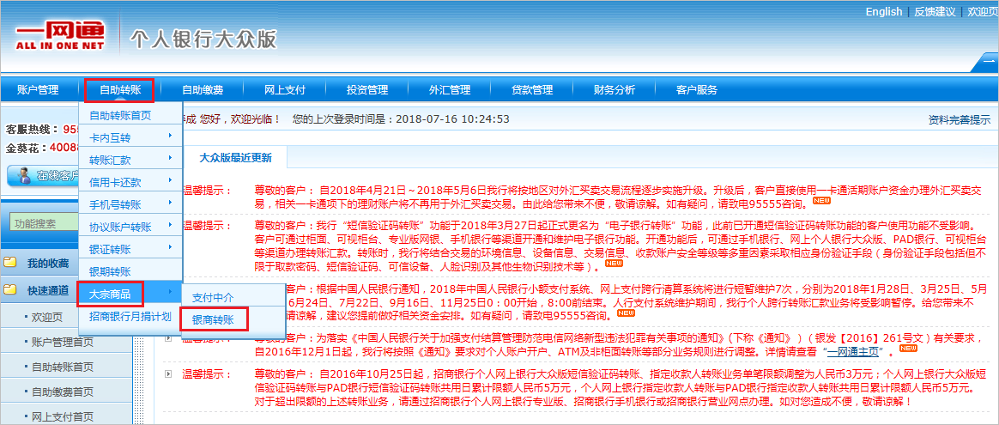 English | 反馈建议 | 欢迎页
一网通
ALL IN ONE NET
个人银行大众版
一
账户管理 自助转账 自助缴费 网上支付 投资管理 外汇管理 贷款管理 财务分析 客户服务
成 您好，欢迎光临！ 您的上次登录时间是：2018-07-16 10:24:53
资料完善提示
客服热线：955
金葵花：40088
在线客户
功能搜索
我的收藏
快速通道
欢迎页
账户管理首页
自助转账首页
自助缴费首页
网上支付首页
自助转账首页
卡内互转
转账汇款
信用卡还款
手机号转账
协议账户转账
银证转账
银期转账
大宗商品
招商银行月捐计划
支付中介
银商转账
大众版最近更新
温馨提示： 尊敬的客户：自2018年4月21日～2018年5月6日我行将按地区对外汇买卖交易流程逐步实施升级。升级后，客户直接使用一卡通活期账户资金办理外汇买卖交
易，相关一卡通项下的理财账户将不再用于外汇买卖交易。由此给您带来不便，敬请谅解。如有疑问，请致电95555咨询。NEW
温馨提示： 尊敬的客户：我行“短信验证码转账”功能于2018年3月27日起正式更名为“电子银行转账”功能，此前已开通短信验证码转账功能的客户使用功能不受影响。
客户可通过柜面、可视柜台、专业版网银、手机银行等渠道开通和维护电子银行功能。开通功能后，可通过手机银行、网上个人银行大众版、PAD银行、可视柜台
等渠道办理转账汇款。转账时，我行将结合交易的环境信息、设备信息、交易信息、收款账户安全等级等多重因素采取相应身份验证手段（身份验证手段包括但不
限于取款密码、短信验证码、可信设备、人脸识别及其他生物识别技术等）。NEW
客户：根据中国人民银行通知，2018年中国人民银行小额支付系统、网上支付跨行清算系统将进行短暂维护7次，分别为2018年1月28日、3月25日、5月
6月24日、7月22日、9月16日、11月25日0：00开始，8:00前结束。人行支付系统维护期间，我行个人跨行转账汇款业务将受影响暂停。给您带来不
请谅解，建议您提前做好相关资金安排。如有疑问，请致电95555咨询。NEW
温馨提示： 尊敬的客户：为落实《中国人民银行关于加强支付结算管理防范电信网络新型违法犯罪有关事项的通知》（下称《通知》）（银发【2016】261号文）有关要求，
自2016年12月1日起，我行将按照《通知》要求对个人账户开户、ATM及非柜面转账等部分业务规则进行调整。详情请查看“一网通主页”。NEW
温馨提示： 尊敬的客户：自2016年10月25日起，招商银行个人网上银行大众版短信验证码转账、指定收款人转账业务单笔限额调整为人民币3万元；个人网上银行大众版短
信验证码转账与PAD银行短信验证码转账共用日累计限额人民币5万元，个人网上银行指定收款人转账与PAD银行指定收款人转账共用日累计限额人民币5万元。
对于超出限额的上述转账业务，请通过招商银行个人网上银行专业版、招商银行手机银行或招商银行营业网点办理。如对您造成不便，敬请谅解！